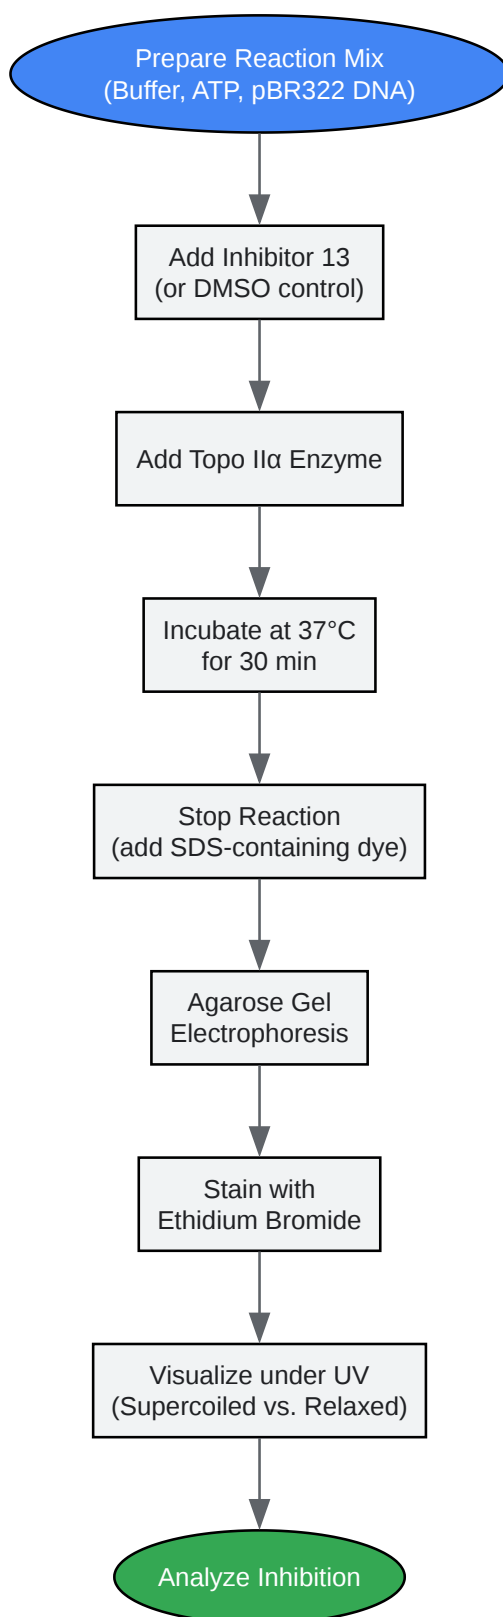 Prepare Reaction Mix
(Buffer, ATP, pBR322 DNA)
Add Inhibitor 13
(or DMSO control)
Add Topo IIα Enzyme
Incubate at 37°C
for 30 min
Stop Reaction
(add SDS-containing dye)
Agarose Gel
Electrophoresis
Stain with
Ethidium Bromide
Visualize under UV
(Supercoiled vs. Relaxed)
Analyze Inhibition